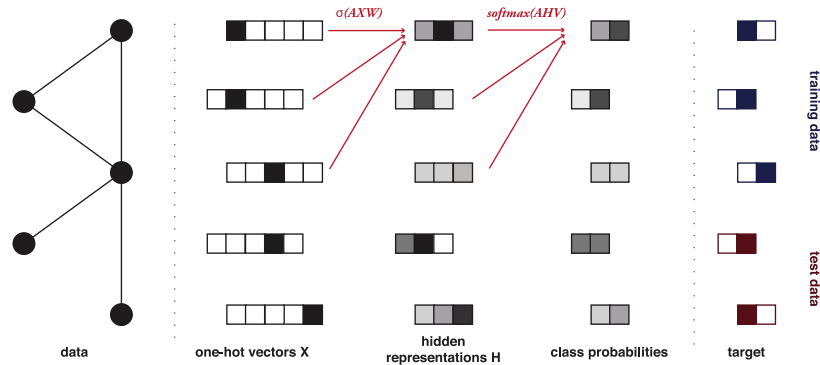 σ(AXW)
softmax(AHV)
training data
test data
data
one-hot vectors X
hidden
representations H
class probabilities
target